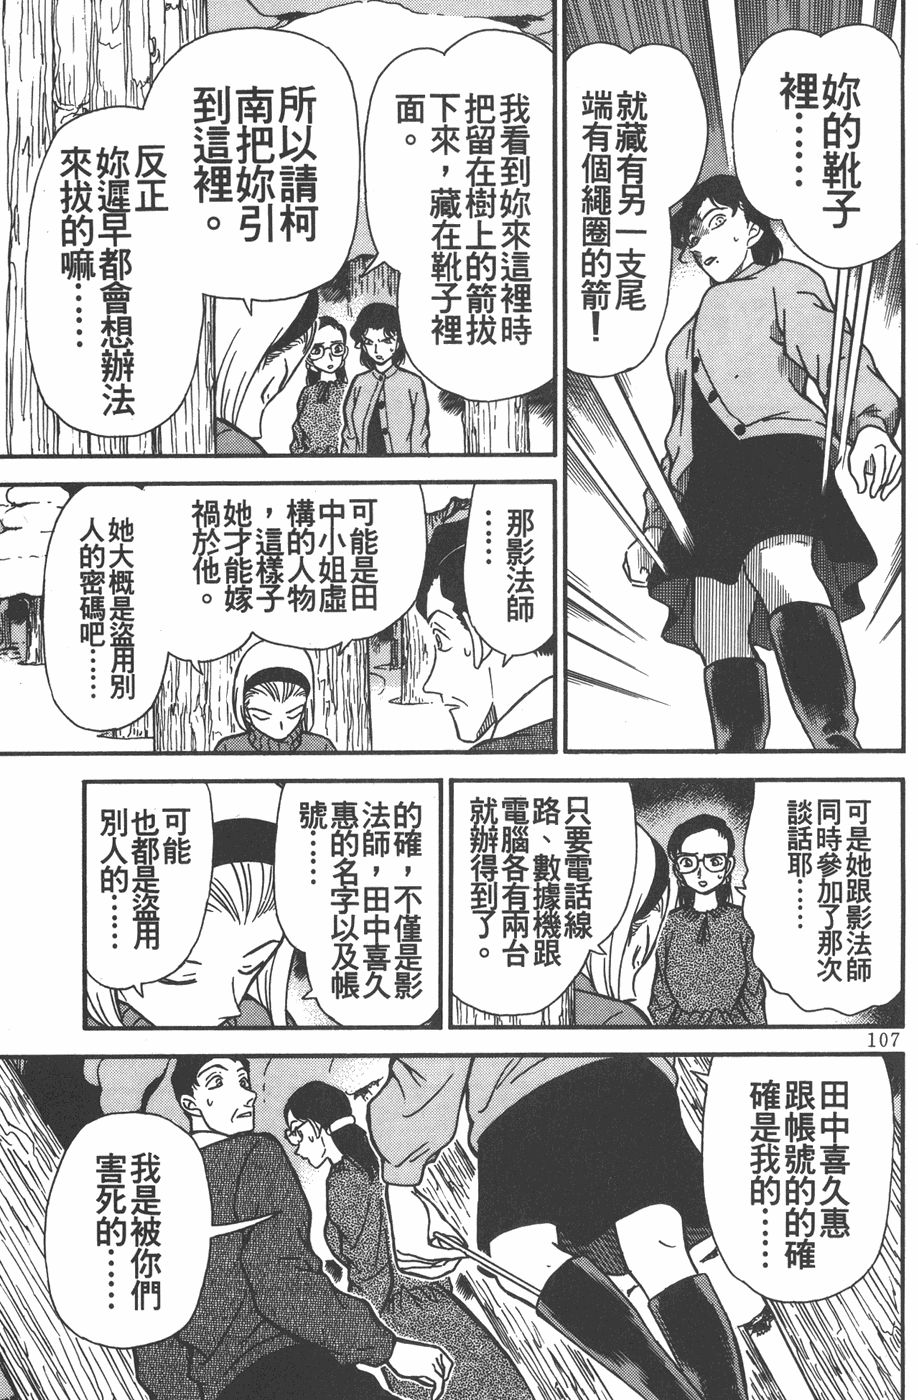 妳的靴子
裡……
就藏有另一支尾
端有個繩圈的箭！
我看到妳來這裡時
把留在樹上的箭拔
下來，藏在靴子裡
面。
所以請柯
南把妳引
到這裡。
反正
妳遲早都會想辦法
來拔的嘛……
那影法師
……
可能是田
中小姐虛
構的人物
，這樣子
她才能嫁
禍於他。
她大概是盜用別
人的密碼吧……
可是她跟影法師
同時參加了那次
談話耶……
只要電話線
路、數據機跟
電腦各有兩台
就辦得到了。
的確，不僅是影
法師，田中喜久
惠的名字以及帳
號……
可能
也都是盜用
別人的……
107
田中喜久惠
跟帳號的的確
確是我的……
我是被你們
害死的……